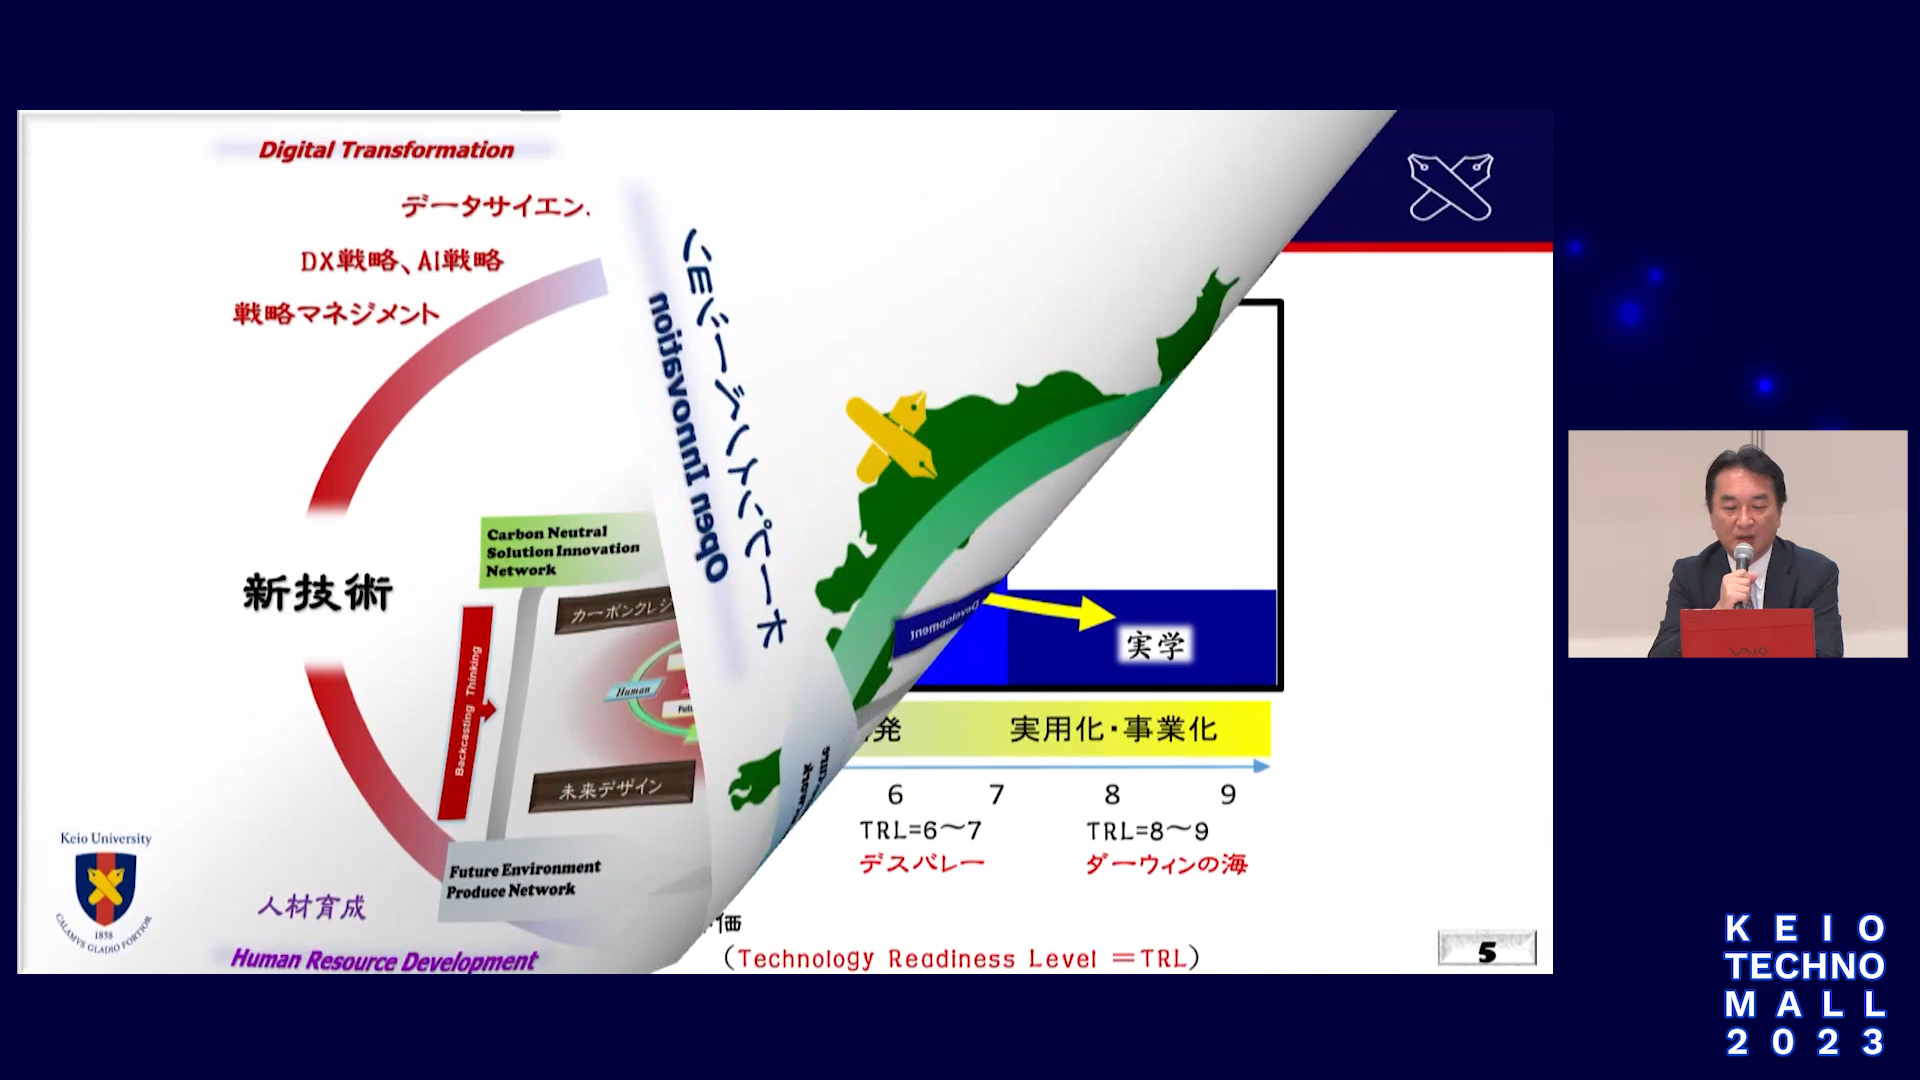 Digital Transformation
データサイエン
DX戦略、AI戦略
戦略マネジメント
新技術
Carbon Neutral
Solution Innovation
Network
カーボンクレジ
Human
Backcasting Thinking
未来デザイン
Future Environment
Produce Network
人材育成
Human Resource Development
Keio University
1858
CALAMVS GLADIO FORTIOR
オープンイノベーション
Open Innovation
Development
実学
発
実用化・事業化
6 7 8 9
TRL=6～7
TRL=8～9
デスバレー
ダーウィンの海
価
(Technology Readiness Level =TRL)
5
VAIO
KEIO
TECHNO
MALL
2023